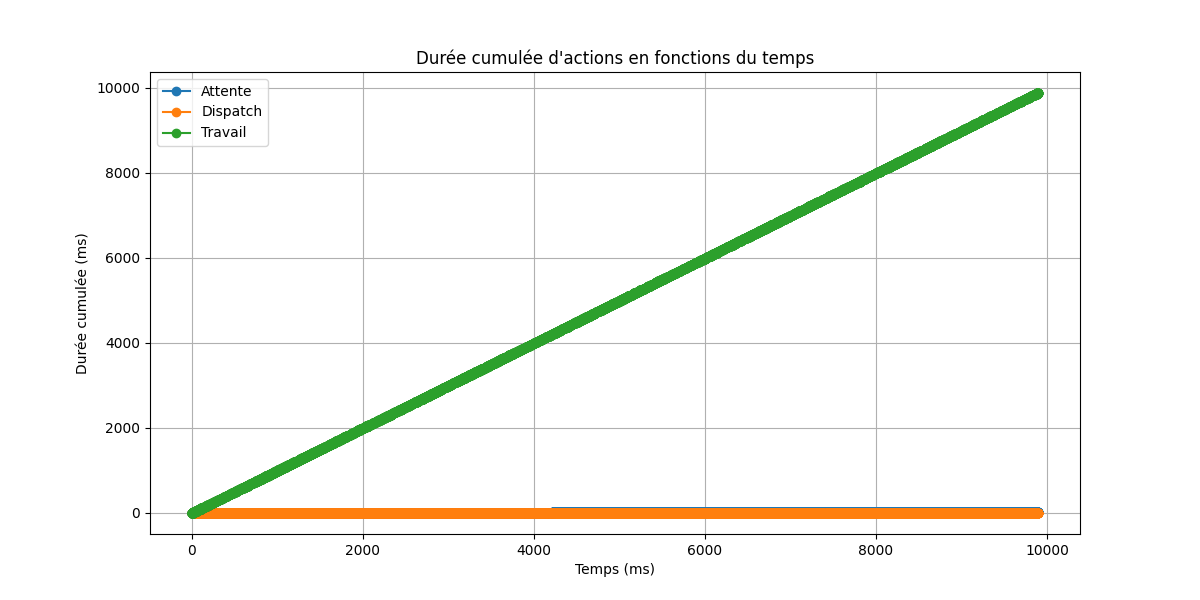 Durée cumulée d'actions en fonctions du temps
Attente
Dispatch
Travail
10000
8000
6000
4000
2000
0
Durée cumulée (ms)
0 2000 4000 6000 8000 10000
Temps (ms)